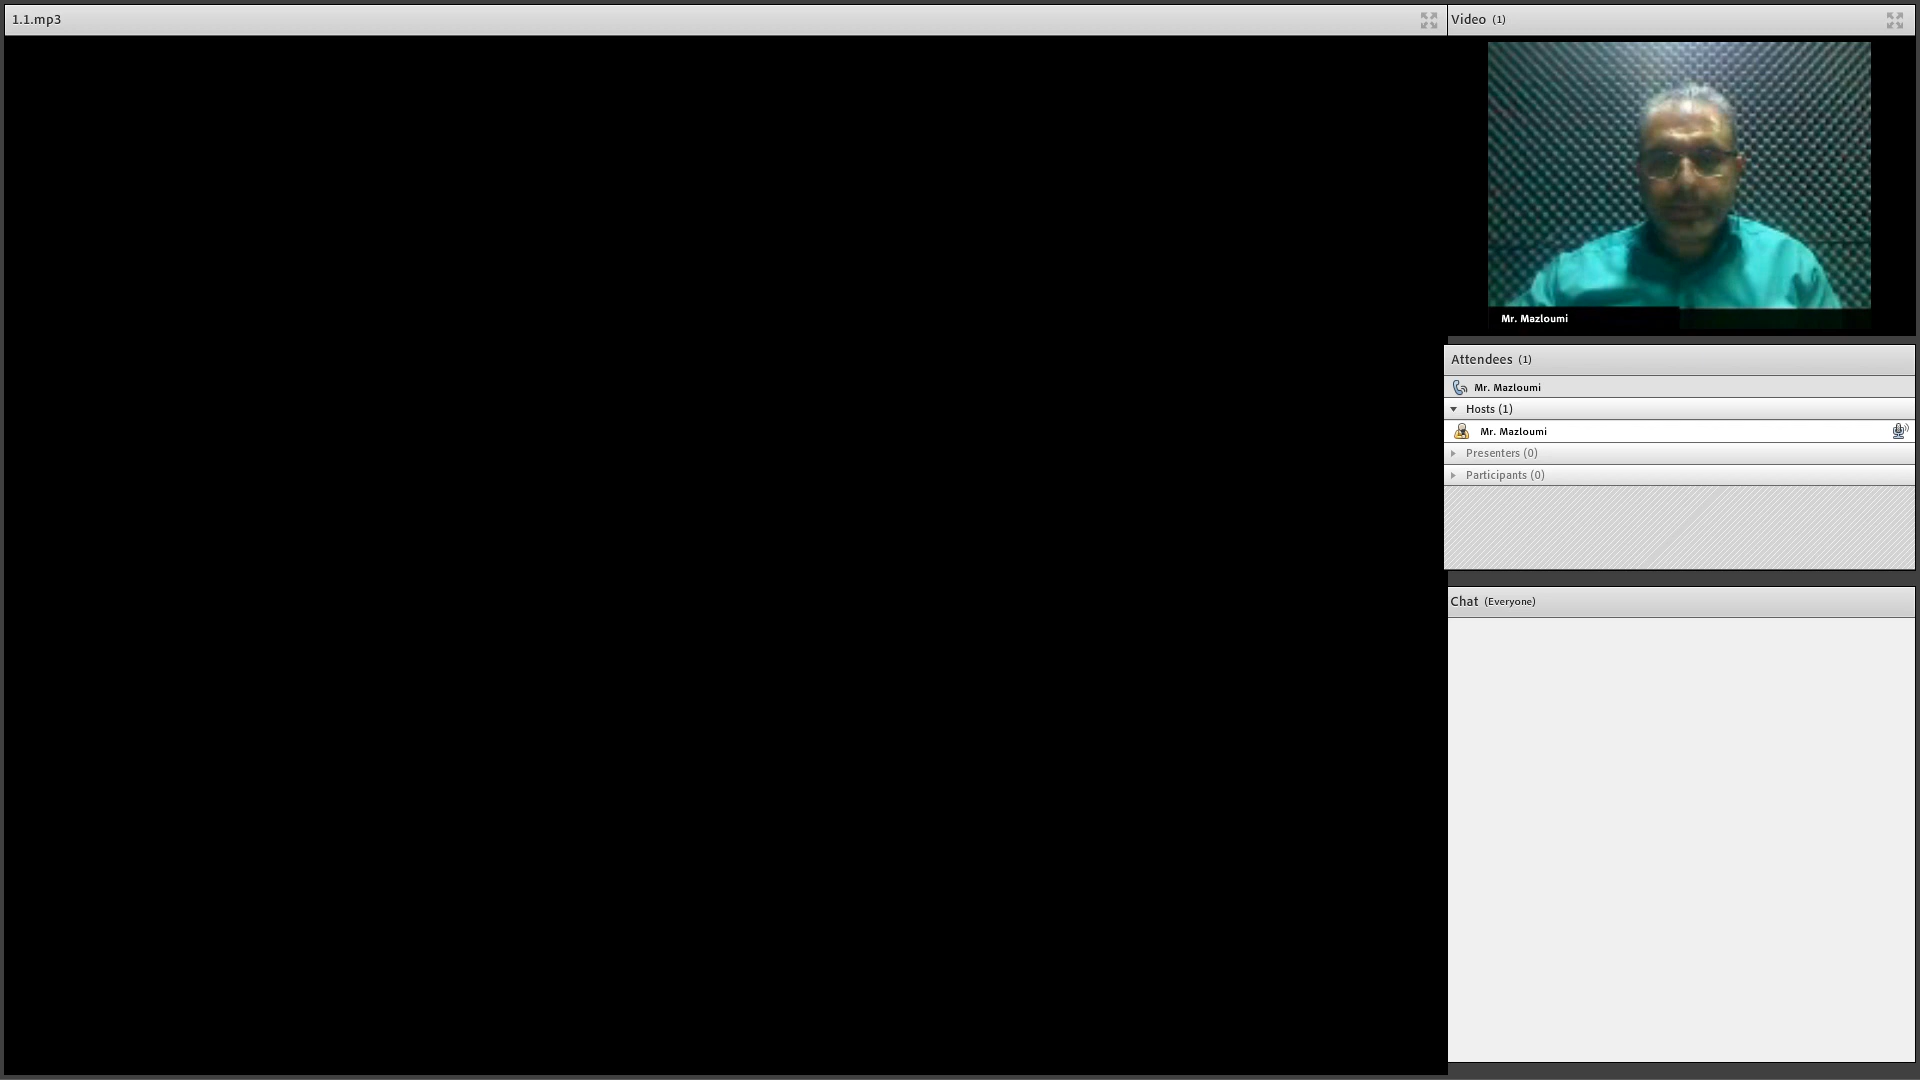 1.1.mp3
Video (1)
Mr. Mazloumi
Attendees (1)
Mr. Mazloumi
Hosts (1)
Mr. Mazloumi
Presenters (0)
Participants (0)
Chat (Everyone)